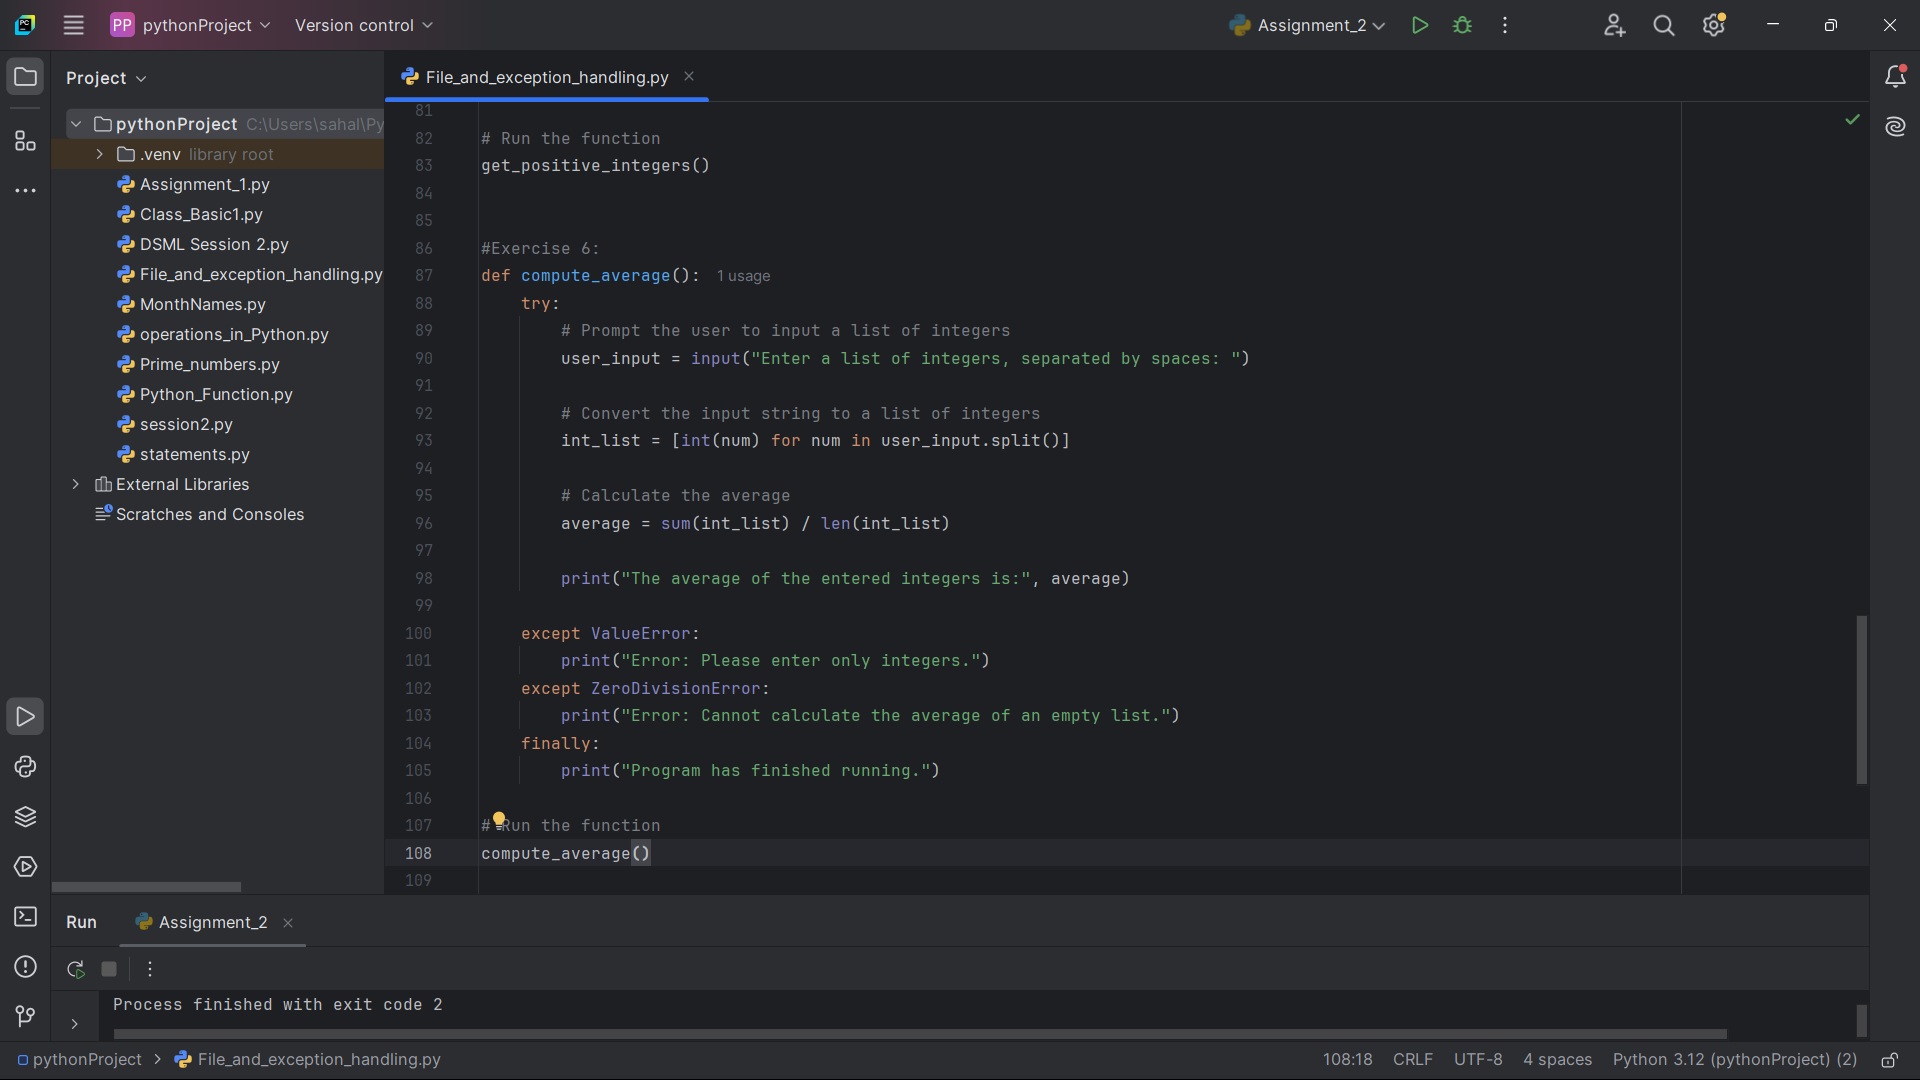 PC
PP pythonProject Version control
Assignment_2
Project
File_and_exception_handling.py
pythonProject C:\Users\sahal\Py
.venv library root
Assignment_1.py
Class_Basic1.py
DSML Session 2.py
File_and_exception_handling.py
MonthNames.py
operations_in_Python.py
Prime_numbers.py
Python_Function.py
session2.py
statements.py
External Libraries
Scratches and Consoles
81
82 # Run the function
83 get_positive_integers()
84
85
86 #Exercise 6:
87 def compute_average(): 1 usage
88 try:
89 # Prompt the user to input a list of integers
90 user_input = input("Enter a list of integers, separated by spaces: ")
91
92 # Convert the input string to a list of integers
93 int_list = [int(num) for num in user_input.split()]
94
95 # Calculate the average
96 average = sum(int_list) / len(int_list)
97
98 print("The average of the entered integers is:", average)
99
100 except ValueError:
101 print("Error: Please enter only integers.")
102 except ZeroDivisionError:
103 print("Error: Cannot calculate the average of an empty list.")
104 finally:
105 print("Program has finished running.")
106
107 # Run the function
108 compute_average()
109
Run Assignment_2
Process finished with exit code 2
pythonProject > File_and_exception_handling.py
108:18 CRLF UTF-8 4 spaces Python 3.12 (pythonProject) (2)